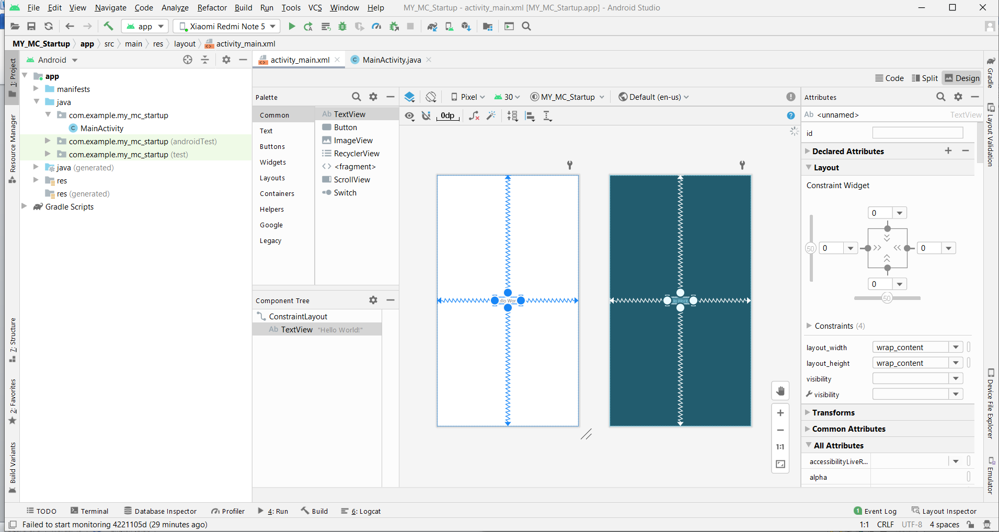 File Edit View Navigate Code Analyze Refactor Build Run Tools VCS Window Help MY_MC_Startup - activity_main.xml [MY_MC_Startup.app] - Android Studio
app Xiaomi Redmi Note 5
MY_MC_Startup app src main res layout activity_main.xml
1: Project
Resource Manager
7: Structure
2: Favorites
Build Variants
Android
app
manifests
java
com.example.my_mc_startup
MainActivity
com.example.my_mc_startup (androidTest)
com.example.my_mc_startup (test)
java (generated)
res
res (generated)
Gradle Scripts
activity_main.xml MainActivity.java
Code Split Design
Palette
Common
Text
Buttons
Widgets
Layouts
Containers
Helpers
Google
Legacy
Ab TextView
Button
ImageView
RecyclerView
<fragment>
ScrollView
Switch
Component Tree
ConstraintLayout
Ab TextView "Hello World!"
Pixel 30 MY_MC_Startup Default (en-us)
0dp
ello Wor
llo World
1:1
Attributes
Ab <unnamed> TextView
id
Declared Attributes
Layout
Constraint Widget
0
50 0 0
0
50
Constraints (4)
layout_width wrap_content
layout_height wrap_content
visibility
visibility
Transforms
Common Attributes
All Attributes
accessibilityLiveR...
alpha
Gradle
Layout Validation
Device File Explorer
Emulator
TODO Terminal Database Inspector Profiler 4: Run Build 6: Logcat 1 Event Log Layout Inspector
Failed to start monitoring 4221105d (29 minutes ago) 1:1 CRLF UTF-8 4 spaces